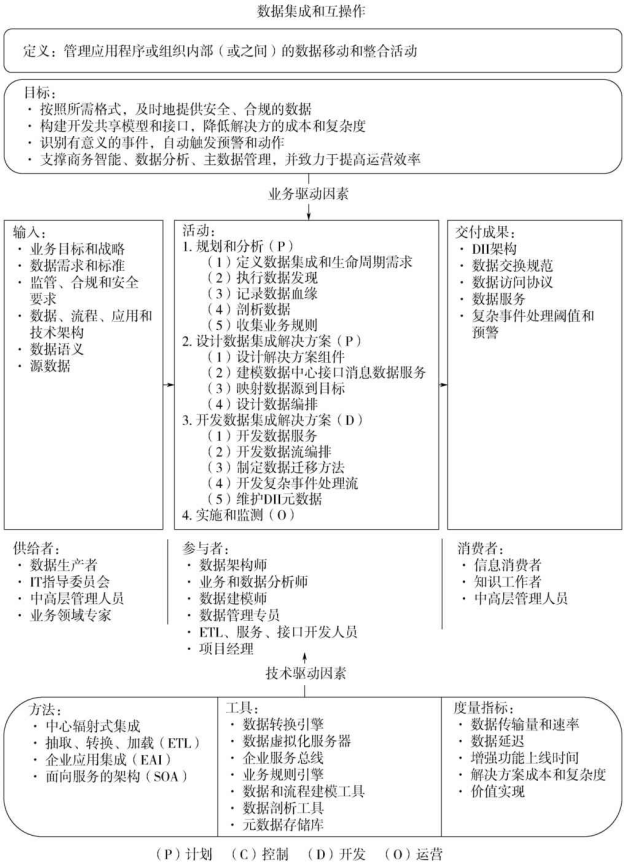 数据集成和互操作
定义：管理应用程序或组织内部（或之间）的数据移动和整合活动
目标：
· 按照所需格式，及时地提供安全、合规的数据
· 构建开发共享模型和接口，降低解决方的成本和复杂度
· 识别有意义的事件，自动触发预警和动作
· 支撑商务智能、数据分析、主数据管理，并致力于提高运营效率
业务驱动因素
输入：
· 业务目标和战略
· 数据需求和标准
· 监管、合规和安全
要求
· 数据、流程、应用和
技术架构
· 数据语义
· 源数据
活动：
1. 规划和分析（P）
（1）定义数据集成和生命周期需求
（2）执行数据发现
（3）记录数据血缘
（4）剖析数据
（5）收集业务规则
2. 设计数据集成解决方案（P）
（1）设计解决方案组件
（2）建模数据中心接口消息数据服务
（3）映射数据源到目标
（4）设计数据编排
3. 开发数据集成解决方案（D）
（1）开发数据服务
（2）开发数据流编排
（3）制定数据迁移方法
（4）开发复杂事件处理流
（5）维护DII元数据
4. 实施和监测（O）
交付成果：
· DII架构
· 数据交换规范
· 数据访问协议
· 数据服务
· 复杂事件处理阈值和
预警
供给者：
· 数据生产者
· IT指导委员会
· 中高层管理人员
· 业务领域专家
参与者：
· 数据架构师
· 业务和数据分析师
· 数据建模师
· 数据管理专员
· ETL、服务、接口开发人员
· 项目经理
消费者：
· 信息消费者
· 知识工作者
· 中高层管理人员
技术驱动因素
方法：
· 中心辐射式集成
· 抽取、转换、加载（ETL）
· 企业应用集成（EAI）
· 面向服务的架构（SOA）
工具：
· 数据转换引擎
· 数据虚拟化服务器
· 企业服务总线
· 业务规则引擎
· 数据和流程建模工具
· 数据剖析工具
· 元数据存储库
度量指标：
· 数据传输量和速率
· 数据延迟
· 增强功能上线时间
· 解决方案成本和复杂度
· 价值实现
（P）计划 （C）控制 （D）开发 （O）运营